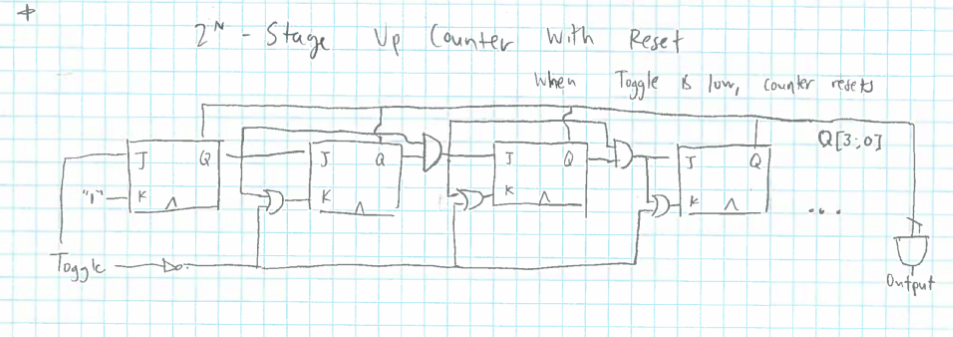 2^N - Stage Up Counter With Reset
When Toggle is low, counter resets
J Q J Q J Q J Q
Q[3:0]
"1" K K K K
...
Toggle
Output